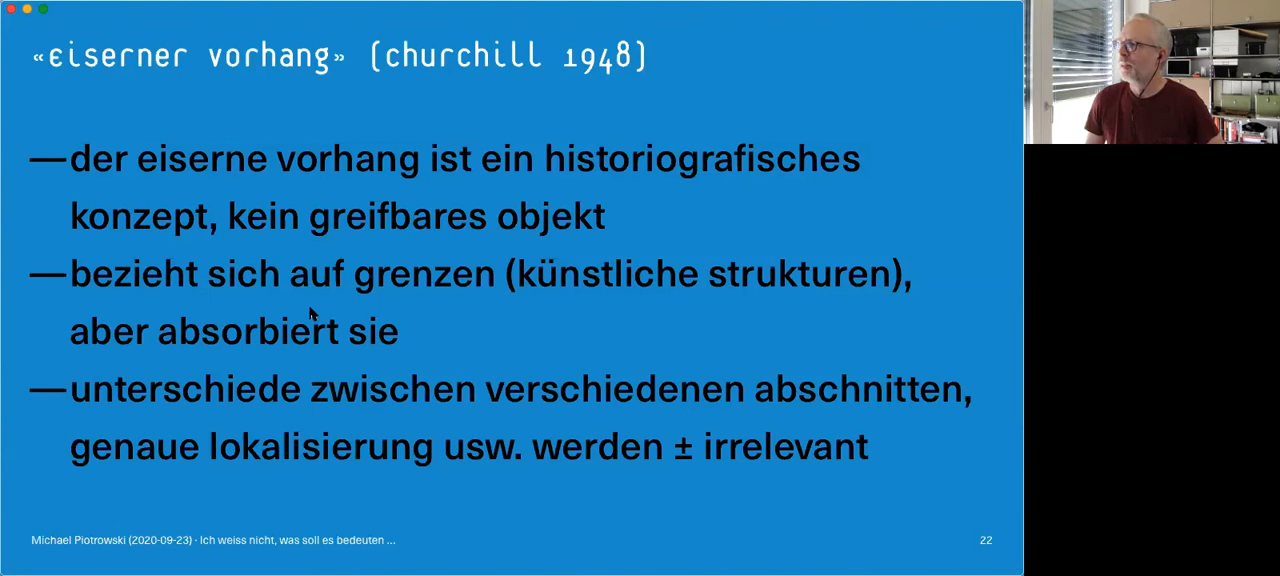 «eiserner vorhang» (churchill 1948)
—der eiserne vorhang ist ein historiografisches
konzept, kein greifbares objekt
—bezieht sich auf grenzen (künstliche strukturen),
aber absorbiert sie
—unterschiede zwischen verschiedenen abschnitten,
genaue lokalisierung usw. werden ± irrelevant
Michael Piotrowski (2020-09-23) · Ich weiss nicht, was soll es bedeuten ...
22